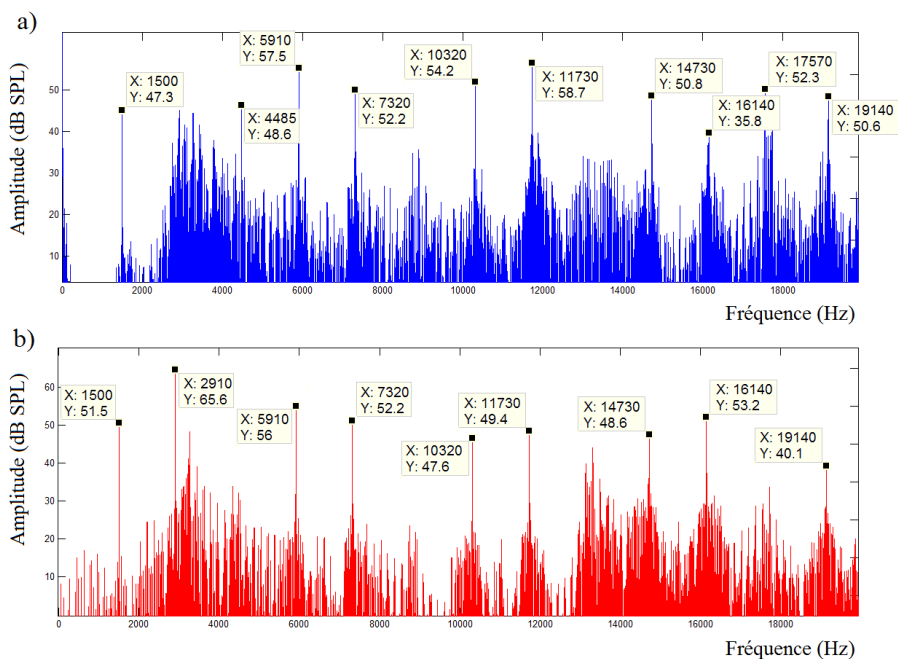 a)
Amplitude (dB SPL)
50
40
30
20
10
X: 1500
Y: 47.3
X: 4485
Y: 48.6
X: 5910
Y: 57.5
X: 7320
Y: 52.2
X: 10320
Y: 54.2
X: 11730
Y: 58.7
X: 14730
Y: 50.8
X: 16140
Y: 35.8
X: 17570
Y: 52.3
X: 19140
Y: 50.6
0 2000 4000 6000 8000 10000 12000 14000 16000 18000
Fréquence (Hz)
b)
Amplitude (dB SPL)
60
50
40
30
20
10
X: 1500
Y: 51.5
X: 2910
Y: 65.6
X: 5910
Y: 56
X: 7320
Y: 52.2
X: 10320
Y: 47.6
X: 11730
Y: 49.4
X: 14730
Y: 48.6
X: 16140
Y: 53.2
X: 19140
Y: 40.1
0 2000 4000 6000 8000 10000 12000 14000 16000 18000
Fréquence (Hz)